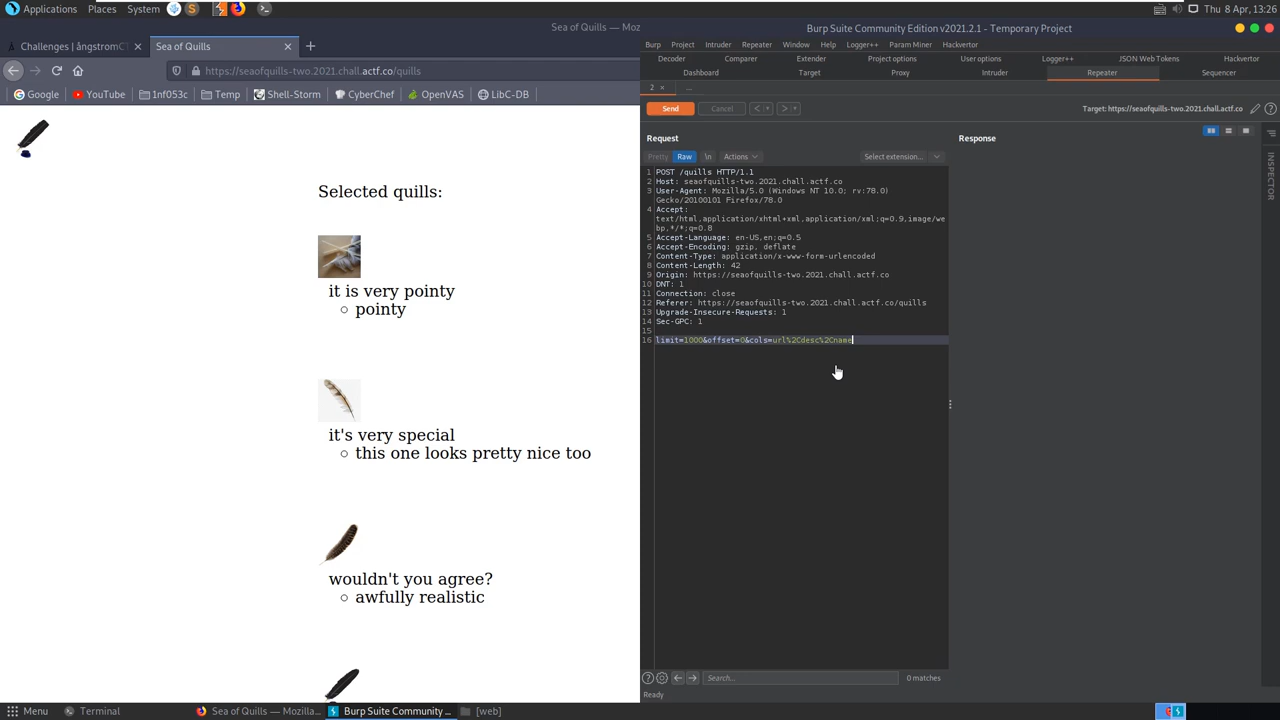 Applications Places System Thu 8 Apr, 13:26
Sea of Quills — Mozi
Burp Suite Community Edition v2021.2.1 - Temporary Project
Challenges | ångstromCT Sea of Quills
https://seaofquills-two.2021.chall.actf.co/quills
Google YouTube 1nf053c Temp Shell-Storm CyberChef OpenVAS LibC-DB
Selected quills:
it is very pointy
pointy
it's very special
this one looks pretty nice too
wouldn't you agree?
awfully realistic
Burp Project Intruder Repeater Window Help Logger++ Param Miner Hackvertor
Decoder Comparer Extender Project options User options Logger++ JSON Web Tokens Hackvertor
Dashboard Target Proxy Intruder Repeater Sequencer
2 × ...
Send Cancel < > Target: https://seaofquills-two.2021.chall.actf.co
Request
Pretty Raw \n Actions Select extension...
1 POST /quills HTTP/1.1
2 Host: seaofquills-two.2021.chall.actf.co
3 User-Agent: Mozilla/5.0 (Windows NT 10.0; rv:78.0)
Gecko/20100101 Firefox/78.0
4 Accept:
text/html,application/xhtml+xml,application/xml;q=0.9,image/we
bp,*/*;q=0.8
5 Accept-Language: en-US,en;q=0.5
6 Accept-Encoding: gzip, deflate
7 Content-Type: application/x-www-form-urlencoded
8 Content-Length: 42
9 Origin: https://seaofquills-two.2021.chall.actf.co
10 DNT: 1
11 Connection: close
12 Referer: https://seaofquills-two.2021.chall.actf.co/quills
13 Upgrade-Insecure-Requests: 1
14 Sec-GPC: 1
15
16 limit=1000&offset=0&cols=url%2Cdesc%2Cname
Search... 0 matches
Ready
Response
INSPECTOR
Menu Terminal Sea of Quills — Mozilla... Burp Suite Community ... [web]